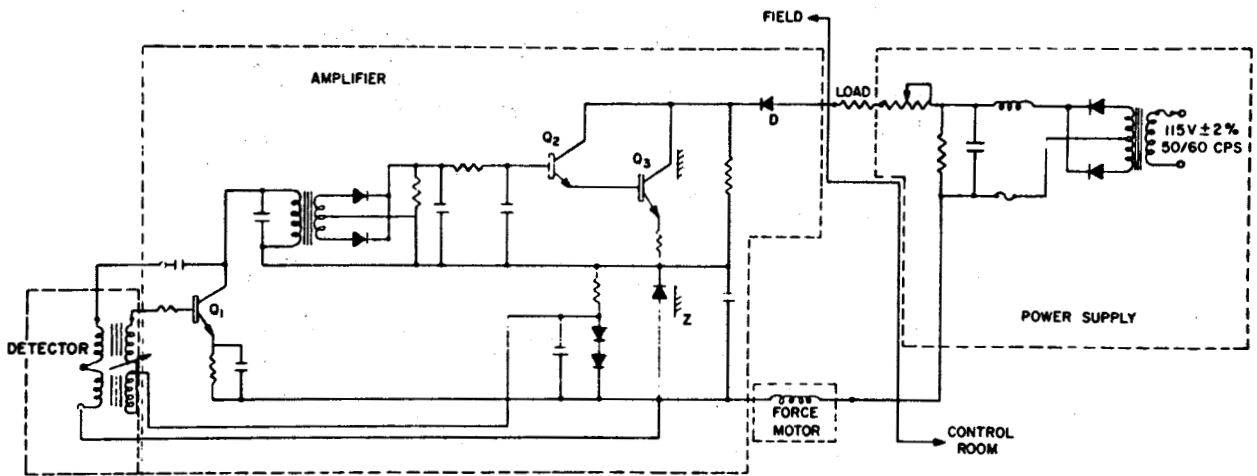 FIELD
AMPLIFIER
LOAD
D
Q2
Q3
115V±2%
50/60 CPS
Q1
Z
DETECTOR
POWER SUPPLY
FORCE
MOTOR
CONTROL
ROOM